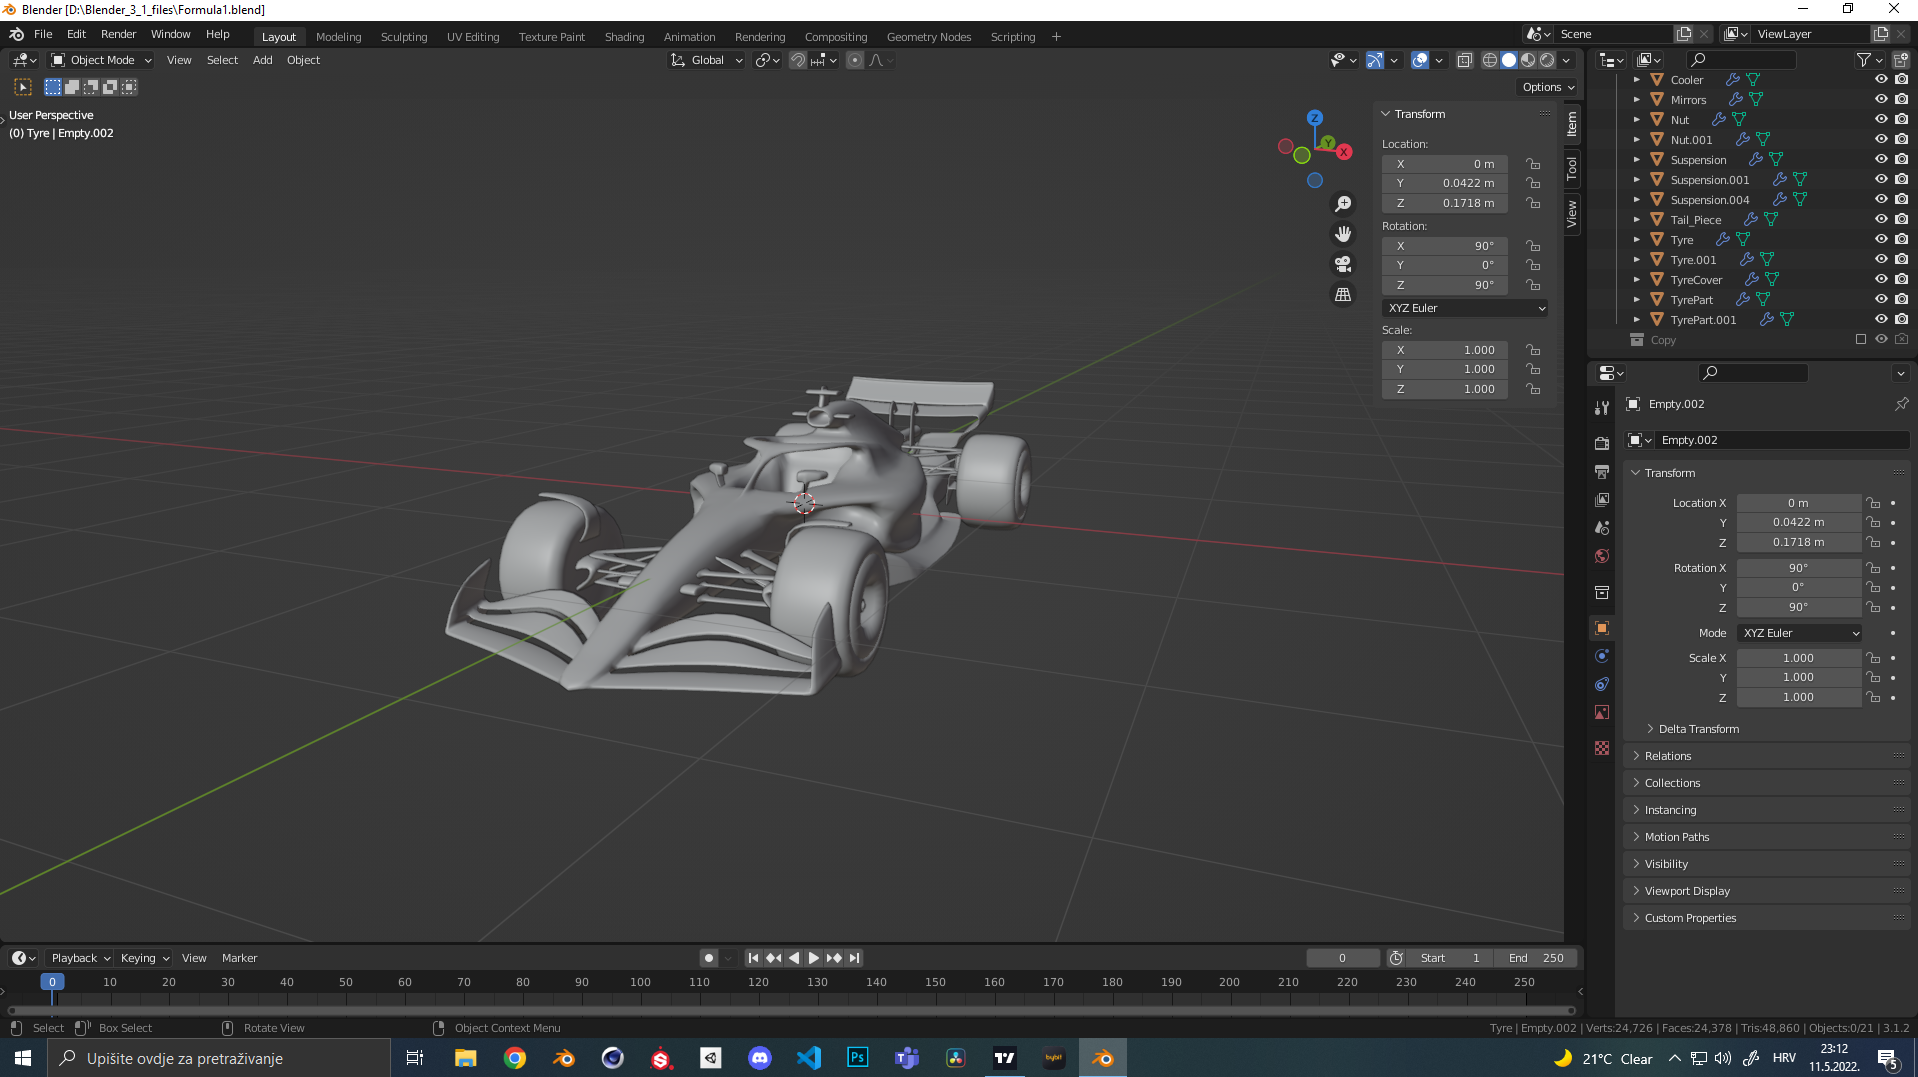 Blender [D:\Blender_3_1_files\Formula1.blend]
File Edit Render Window Help Layout Modeling Sculpting UV Editing Texture Paint Shading Animation Rendering Compositing Geometry Nodes Scripting + Scene ViewLayer
Object Mode View Select Add Object Global
Options
User Perspective
(0) Tyre | Empty.002
Z
Y
X
Transform
Location:
X 0 m
Y 0.0422 m
Z 0.1718 m
Rotation:
X 90°
Y 0°
Z 90°
XYZ Euler
Scale:
X 1.000
Y 1.000
Z 1.000
Item
Tool
View
Cooler
Mirrors
Nut
Nut.001
Suspension
Suspension.001
Suspension.004
Tail_Piece
Tyre
Tyre.001
TyreCover
TyrePart
TyrePart.001
Copy
Empty.002
Empty.002
Transform
Location X 0 m
Y 0.0422 m
Z 0.1718 m
Rotation X 90°
Y 0°
Z 90°
Mode XYZ Euler
Scale X 1.000
Y 1.000
Z 1.000
Delta Transform
Relations
Collections
Instancing
Motion Paths
Visibility
Viewport Display
Custom Properties
Playback Keying View Marker 0 Start 1 End 250
0 10 20 30 40 50 60 70 80 90 100 110 120 130 140 150 160 170 180 190 200 210 220 230 240 250
Select Box Select Rotate View Object Context Menu Tyre | Empty.002 | Verts:24,726 | Faces:24,378 | Tris:48,860 | Objects:0/21 | 3.1.2
Upišite ovdje za pretraživanje Ps bybit 21°C Clear HRV 23:12
11.5.2022. 5